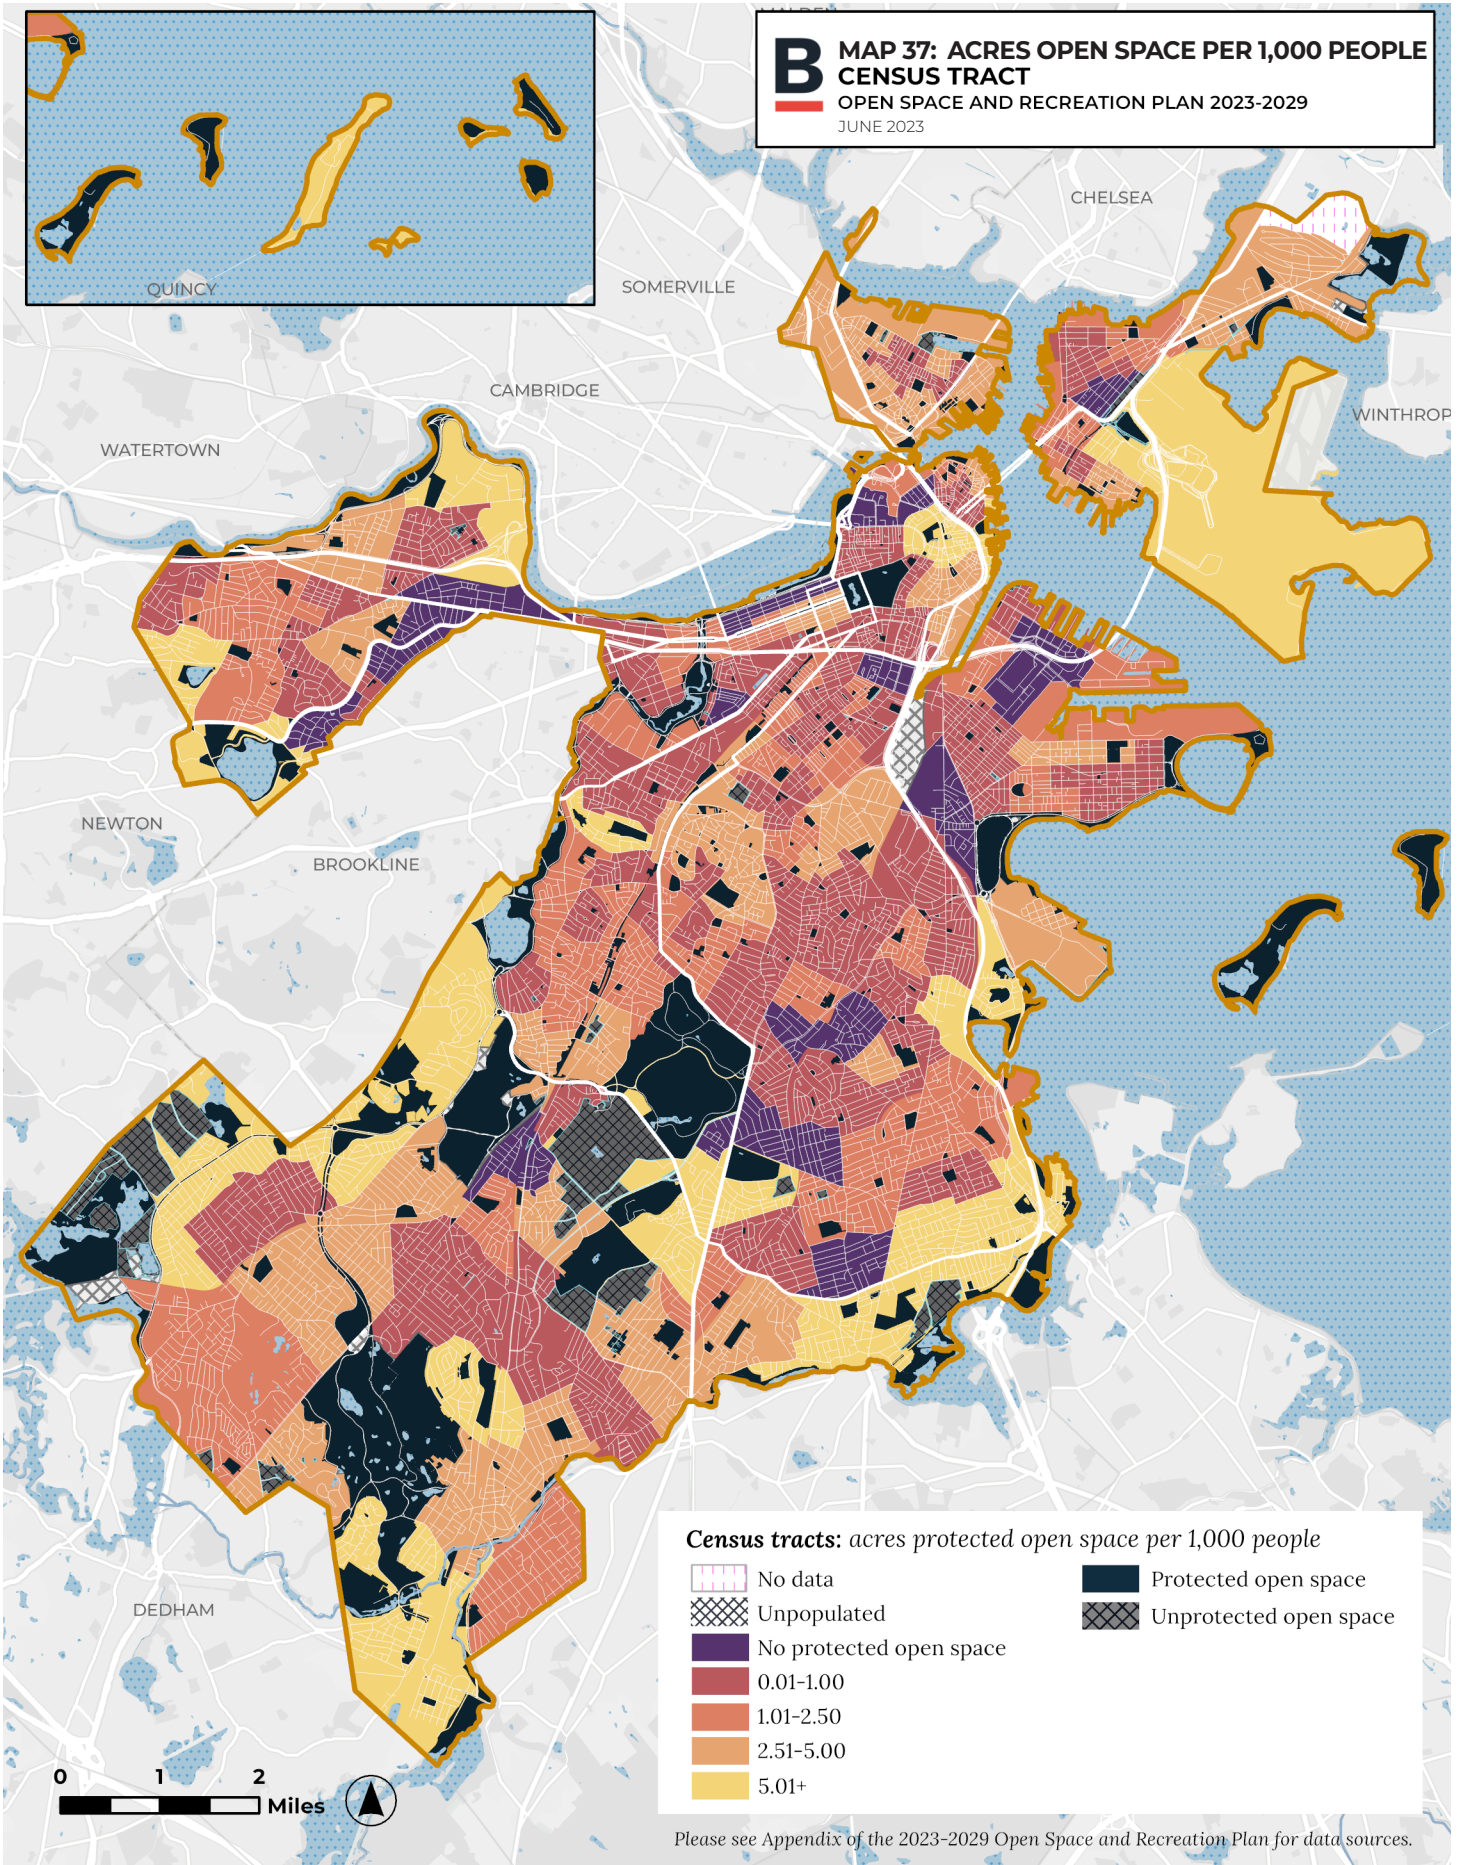 MALDEN
B
MAP 37: ACRES OPEN SPACE PER 1,000 PEOPLE
CENSUS TRACT
OPEN SPACE AND RECREATION PLAN 2023-2029
JUNE 2023
CHELSEA
QUINCY
SOMERVILLE
CAMBRIDGE
WINTHROP
WATERTOWN
NEWTON
BROOKLINE
DEDHAM
Census tracts: acres protected open space per 1,000 people
No data
Unpopulated
No protected open space
0.01-1.00
1.01-2.50
2.51-5.00
5.01+
Protected open space
Unprotected open space
0 1 2
Miles
Please see Appendix of the 2023-2029 Open Space and Recreation Plan for data sources.